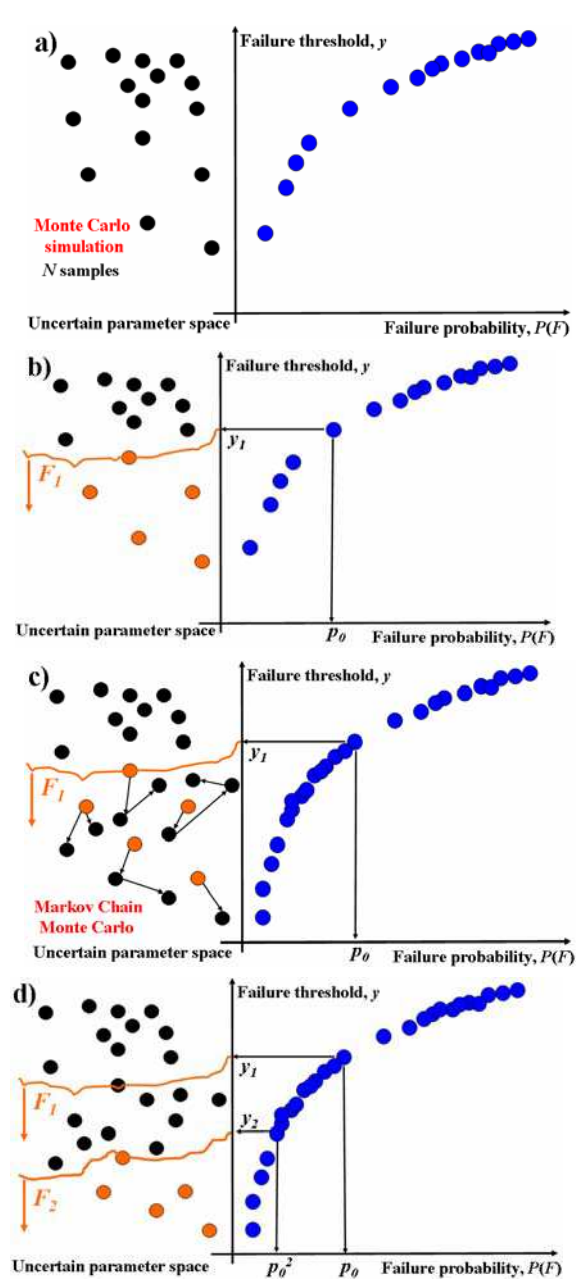 a)
Failure threshold, y
Monte Carlo
simulation
N samples
Uncertain parameter space
Failure probability, P(F)
b)
Failure threshold, y
y1
F1
Uncertain parameter space
p0
Failure probability, P(F)
c)
Failure threshold, y
y1
F1
Markov Chain
Monte Carlo
Uncertain parameter space
p0
Failure probability, P(F)
d)
Failure threshold, y
y1
F1
y2
F2
Uncertain parameter space
p0²
p0
Failure probability, P(F)